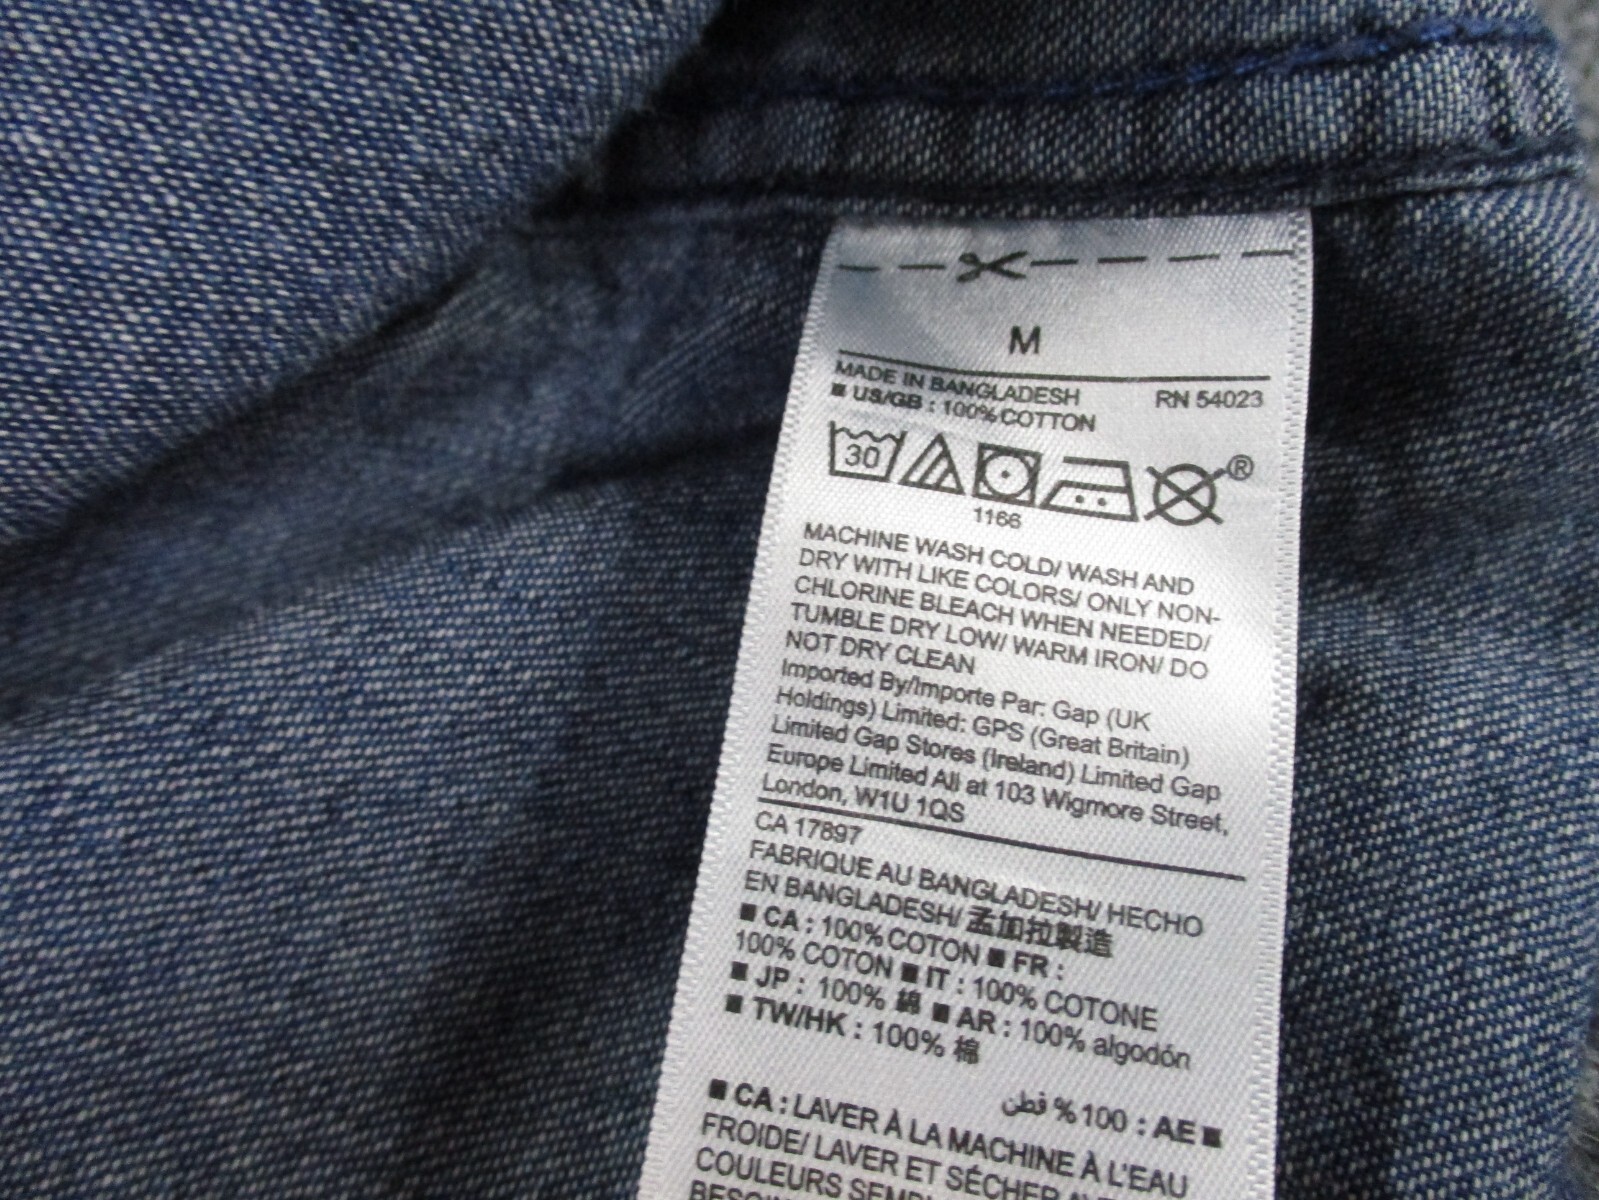 M
MADE IN BANGLADESH RN 54023
■ US/GB : 100% COTTON
30
®
1166
MACHINE WASH COLD/ WASH AND
DRY WITH LIKE COLORS/ ONLY NON-
CHLORINE BLEACH WHEN NEEDED/
TUMBLE DRY LOW/ WARM IRON/ DO
NOT DRY CLEAN
Imported By/Importe Par: Gap (UK
Holdings) Limited: GPS (Great Britain)
Limited Gap Stores (Ireland) Limited Gap
Europe Limited All at 103 Wigmore Street,
London, W1U 1QS
CA 17897
FABRIQUE AU BANGLADESH/ HECHO
EN BANGLADESH/ 孟加拉製造
■ CA : 100% COTON ■ FR :
100% COTON ■ IT : 100% COTONE
■ JP : 100% 綿 ■ AR : 100% algodón
■ TW/HK : 100% 棉
■ AE : 100 % قطن
■ CA : LAVER À LA MACHINE À L'EAU
FROIDE/ LAVER ET SÉCHER
COULEURS